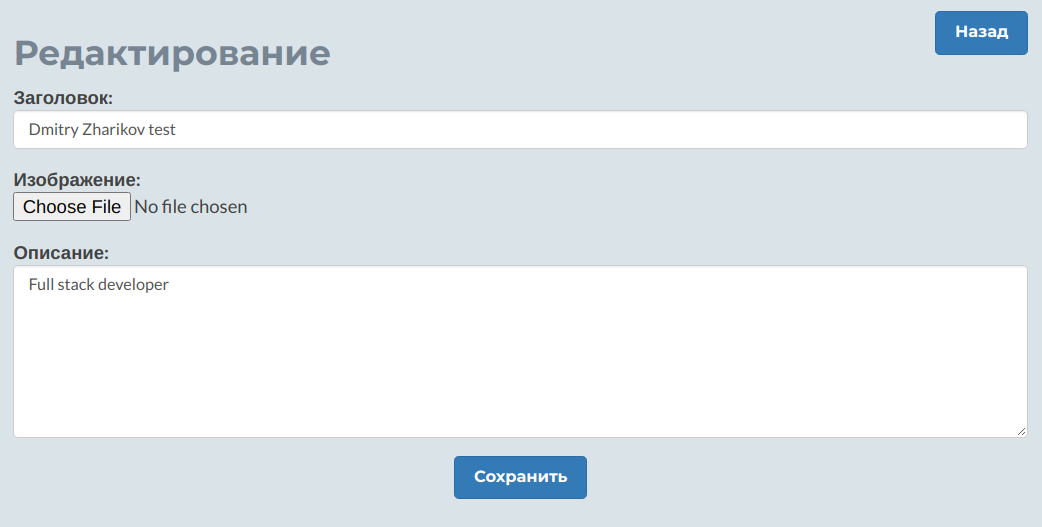 Назад
Редактирование
Заголовок:
Dmitry Zharikov test
Изображение:
Choose File No file chosen
Описание:
Full stack developer
Сохранить